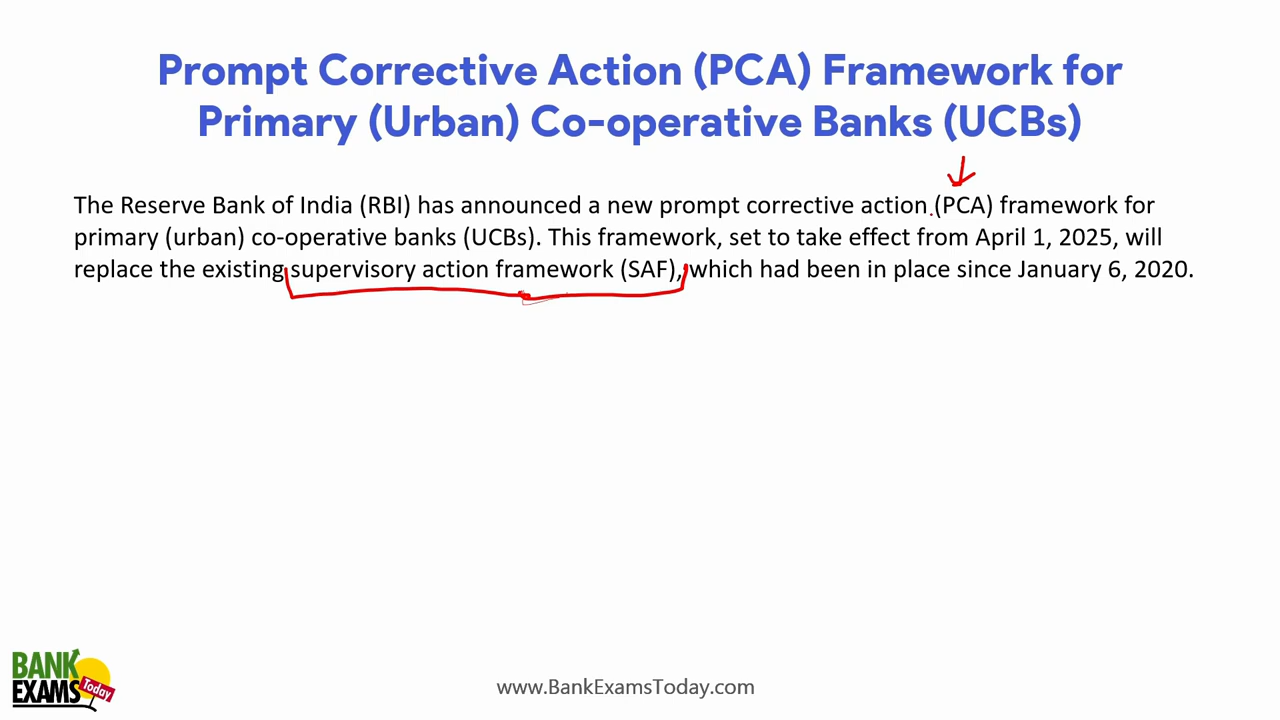 Prompt Corrective Action (PCA) Framework for
Primary (Urban) Co-operative Banks (UCBs)
The Reserve Bank of India (RBI) has announced a new prompt corrective action (PCA) framework for
primary (urban) co-operative banks (UCBs). This framework, set to take effect from April 1, 2025, will
replace the existing supervisory action framework (SAF), which had been in place since January 6, 2020.
BANK
EXAMS
Today
www.BankExamsToday.com